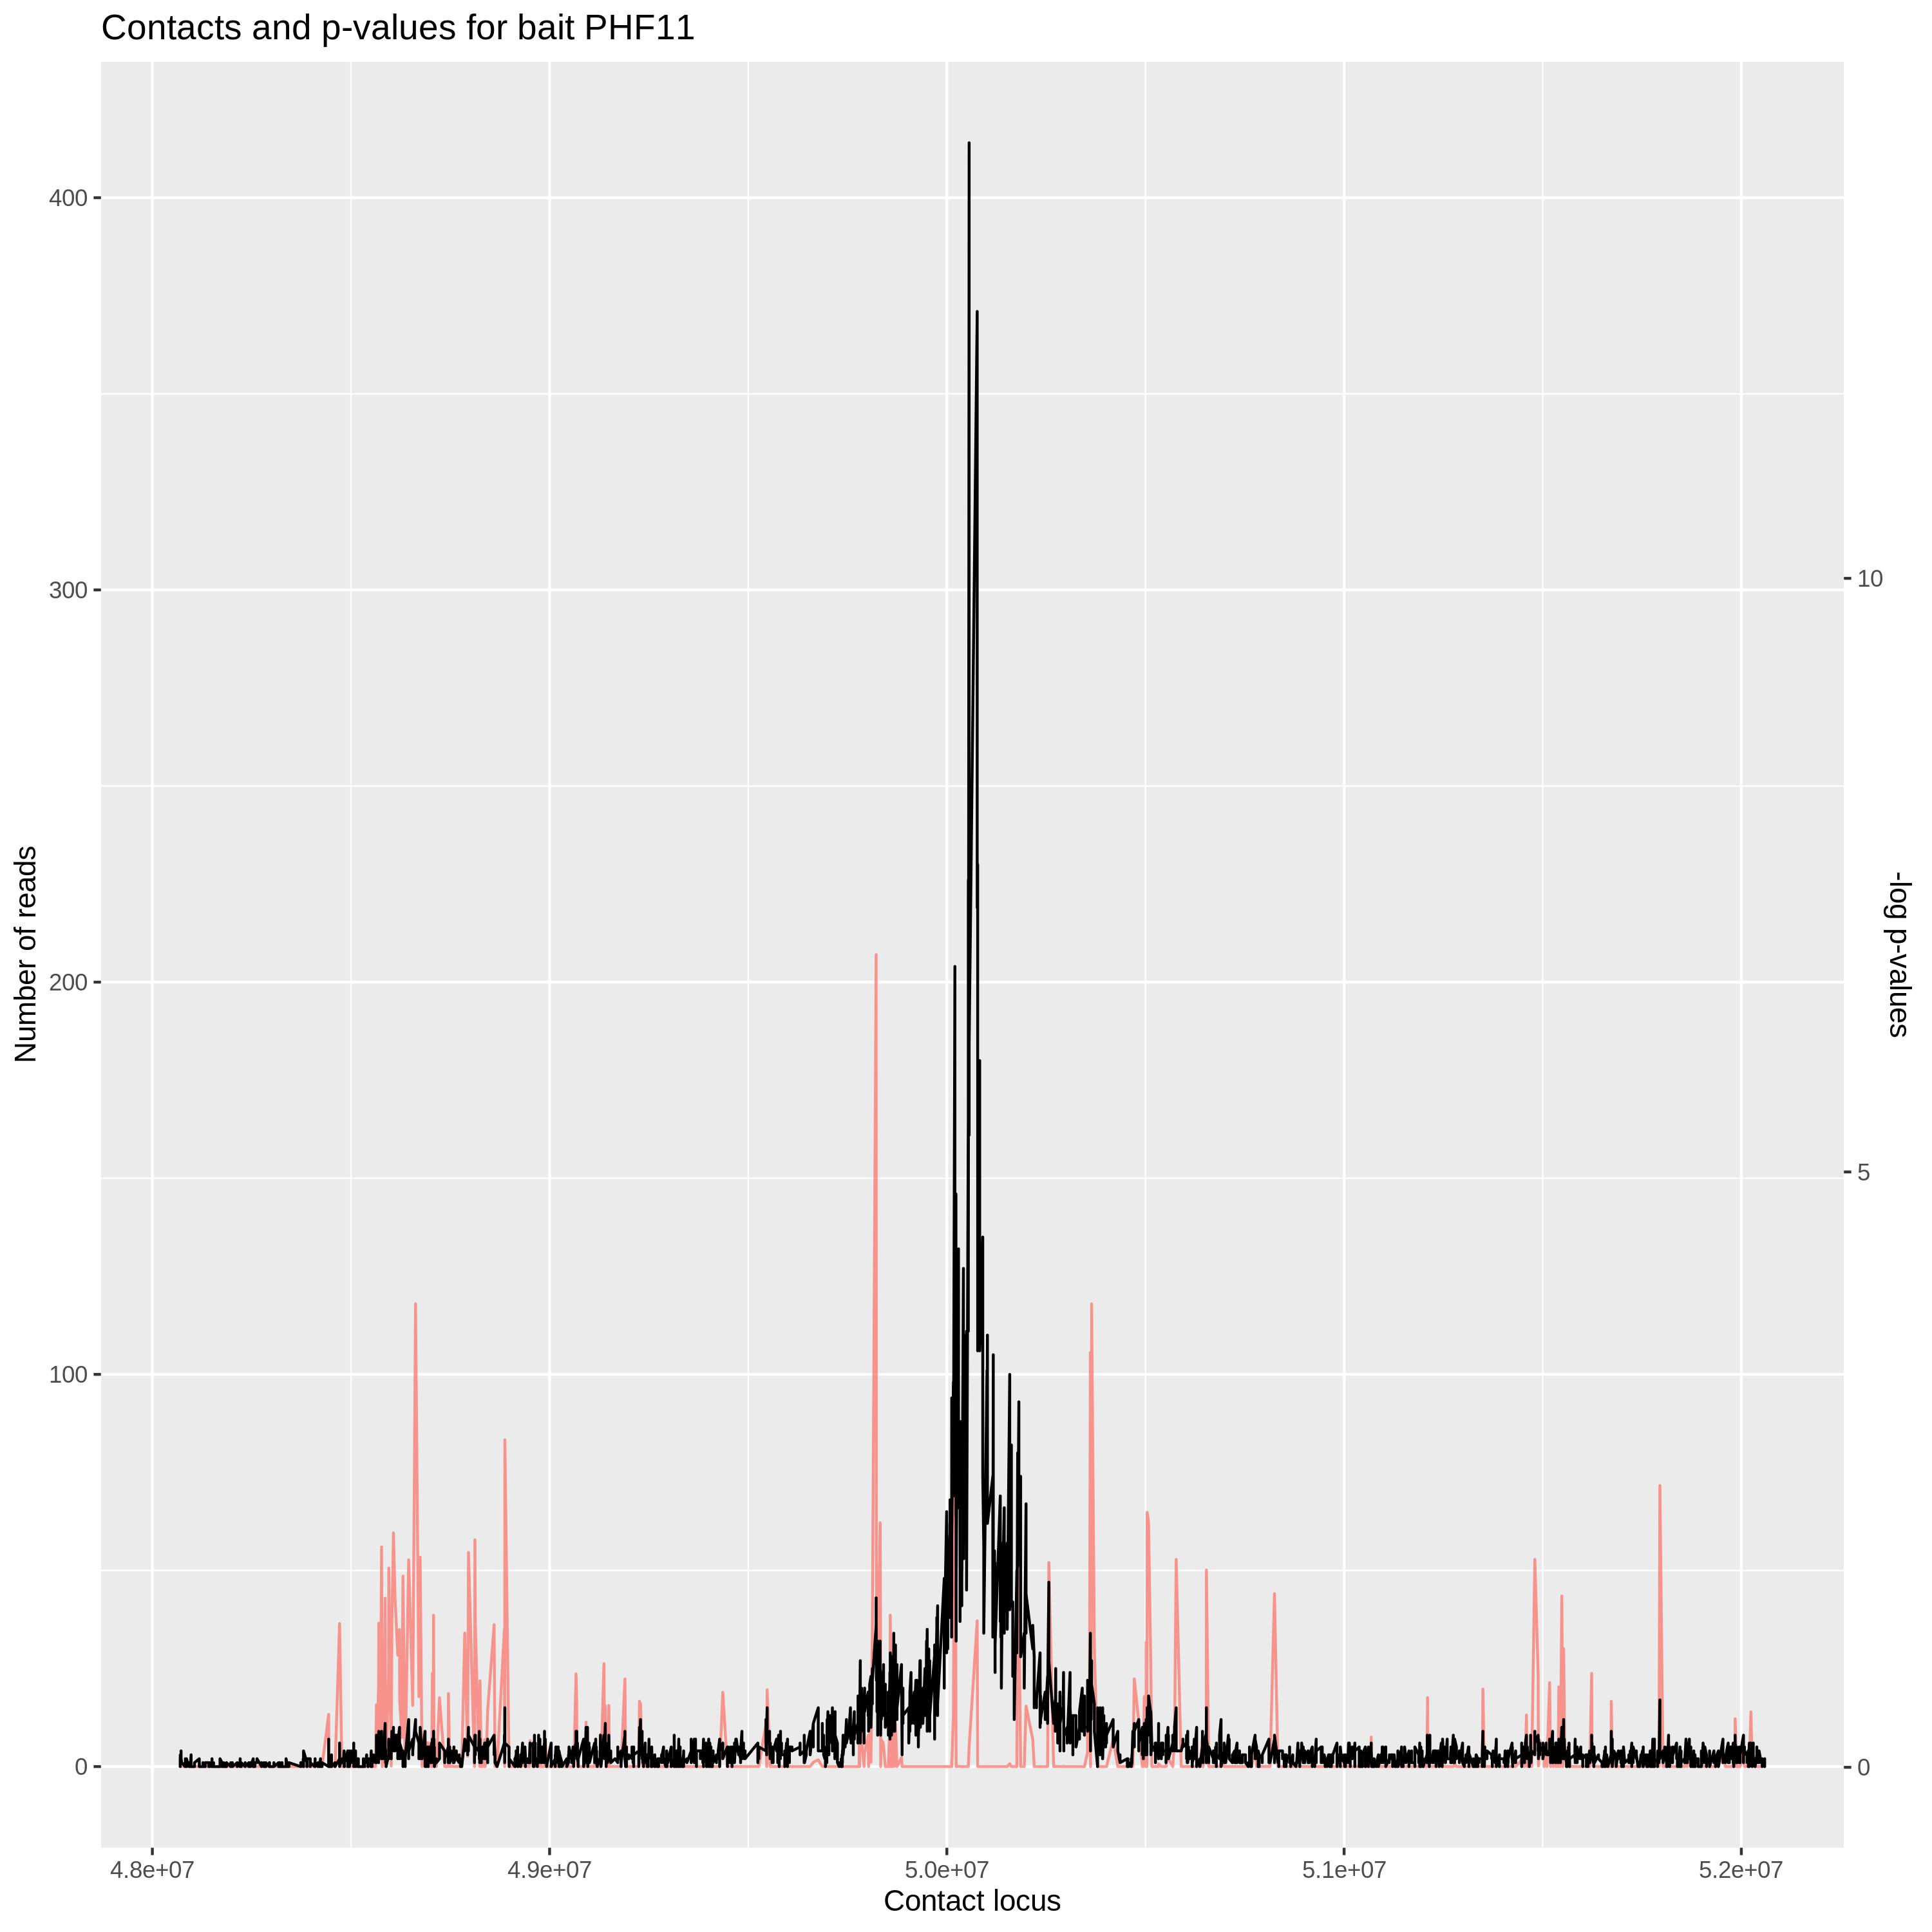 Contacts and p-values for bait PHF11
400
300
200
100
0
Number of reads
10
5
0
-log p-values
4.8e+07
4.9e+07
5.0e+07
5.1e+07
5.2e+07
Contact locus